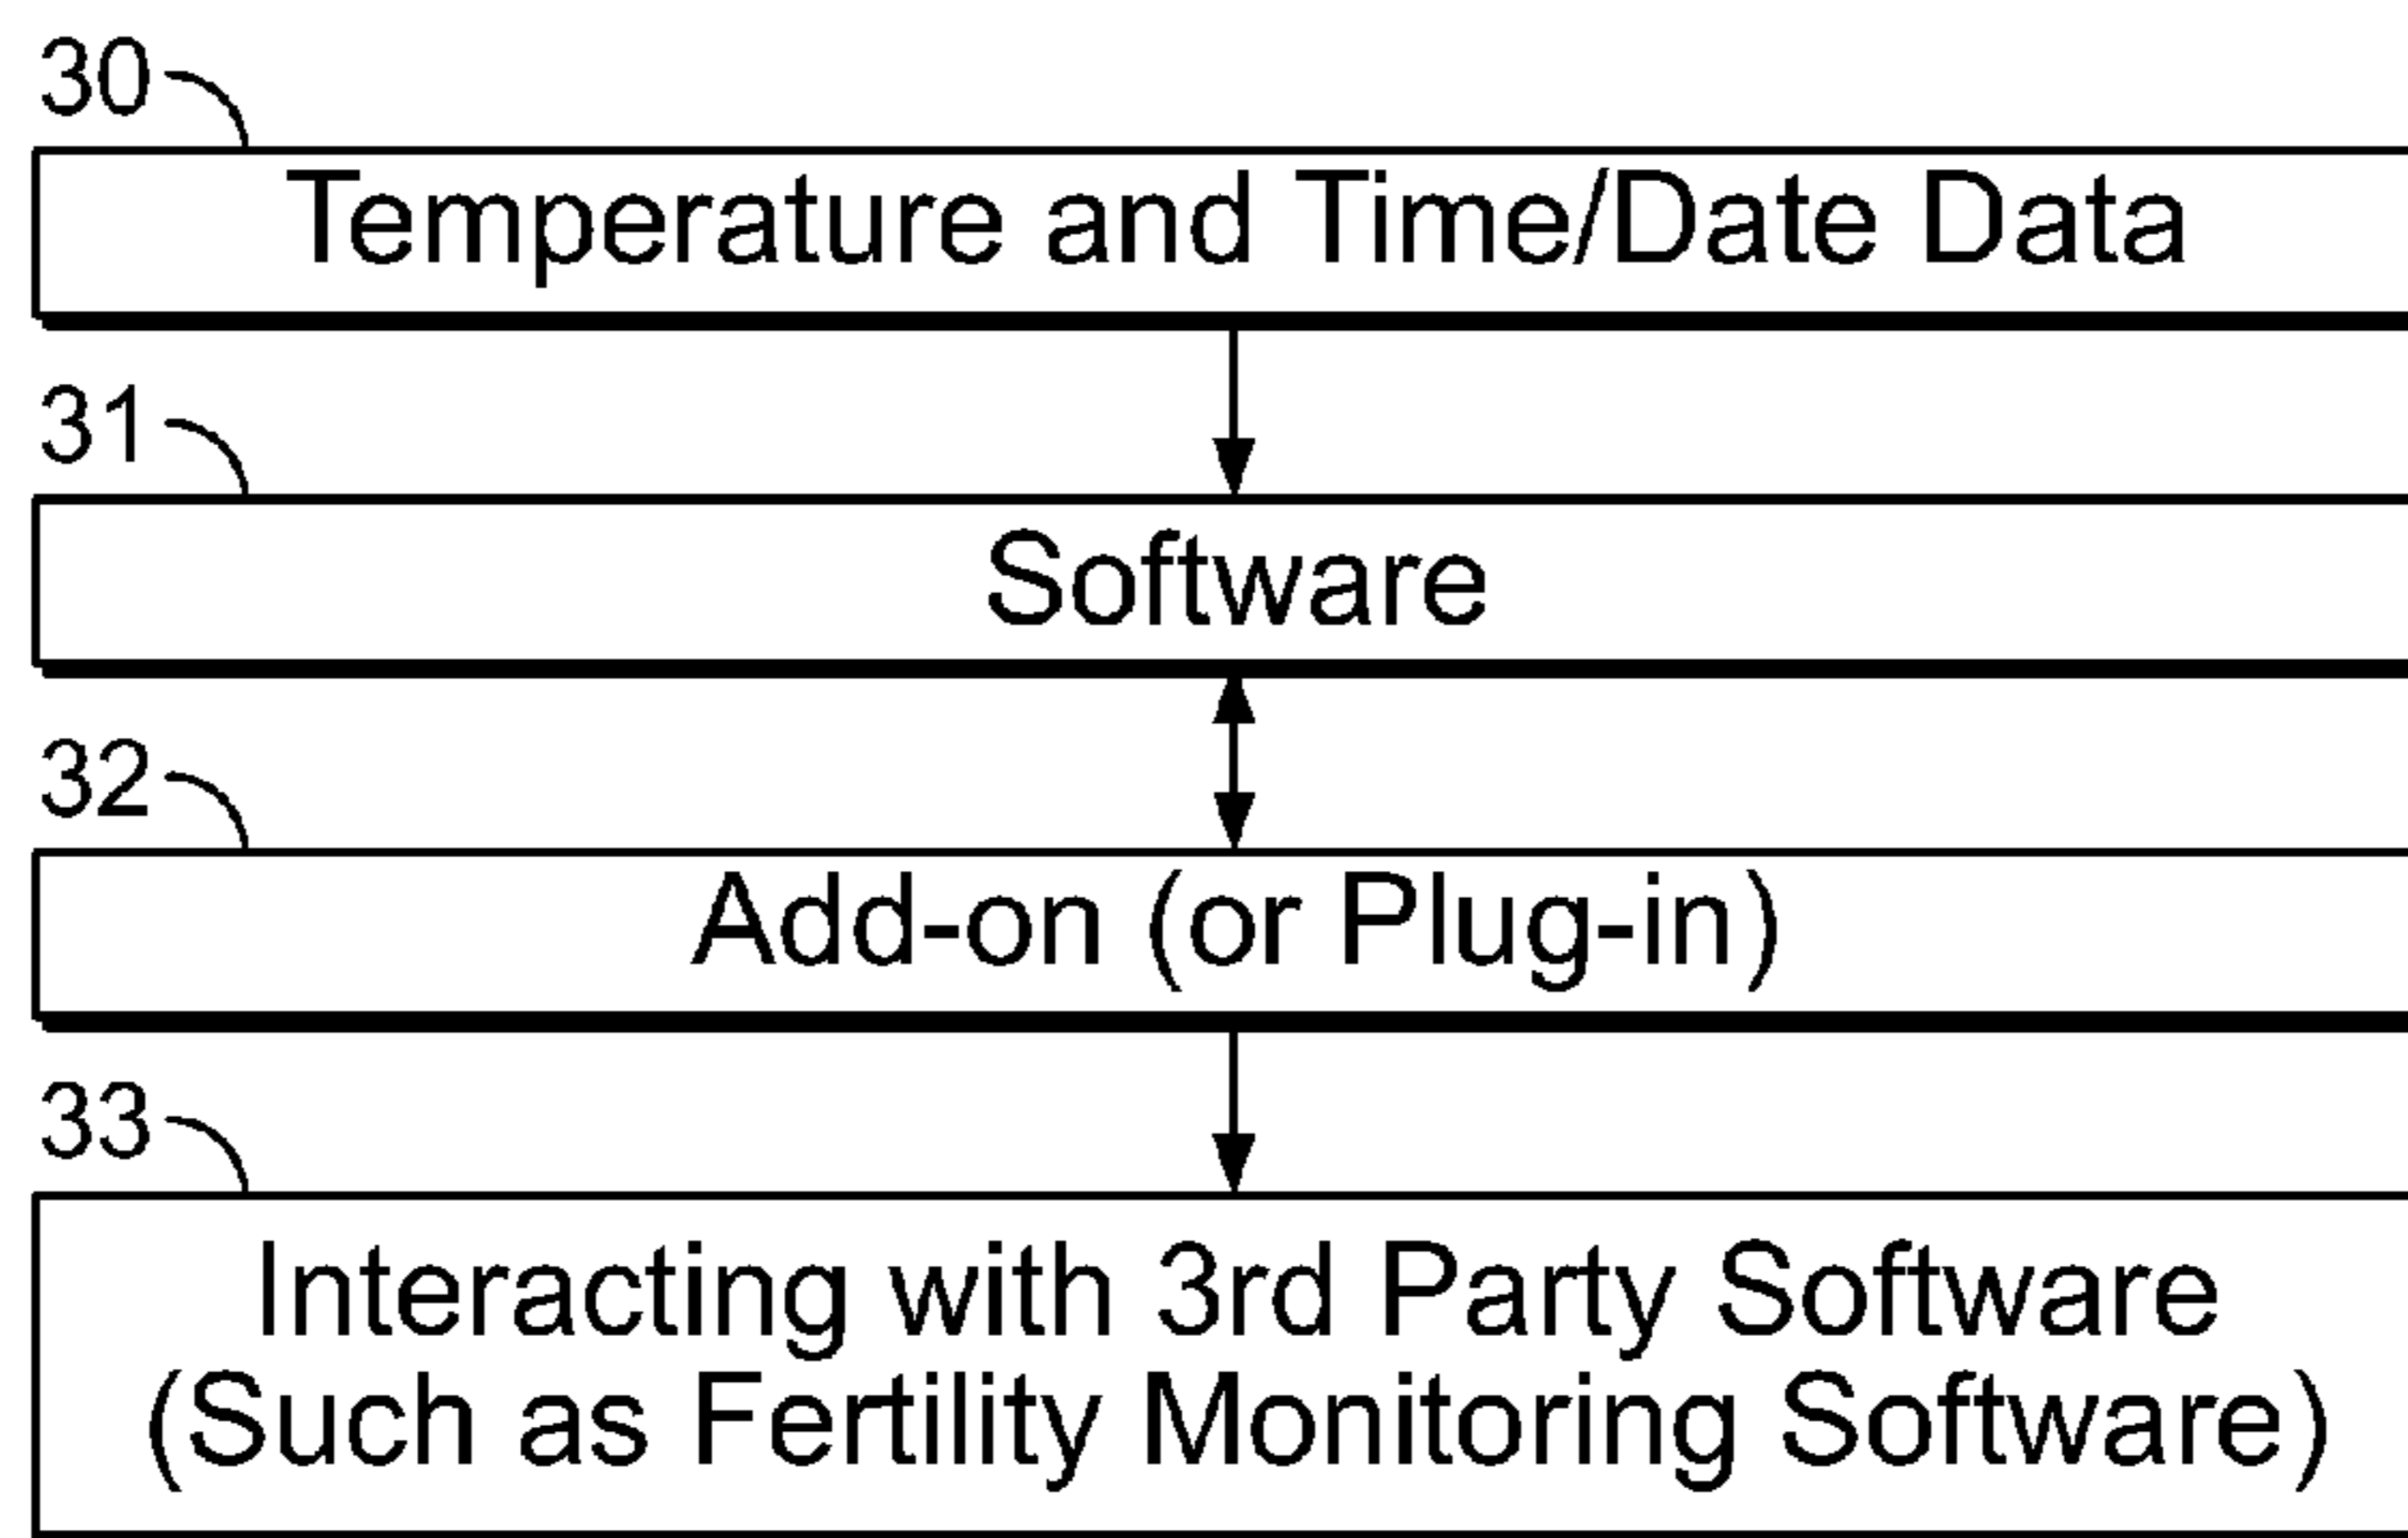 30
Temperature and Time/Date Data
31
Software
32
Add-on (or Plug-in)
33
Interacting with 3rd Party Software
(Such as Fertility Monitoring Software)